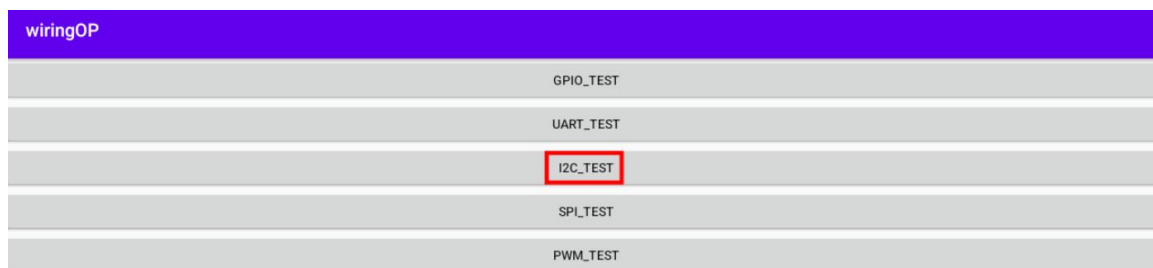 wiringOP
GPIO_TEST
UART_TEST
I2C_TEST
SPI_TEST
PWM_TEST